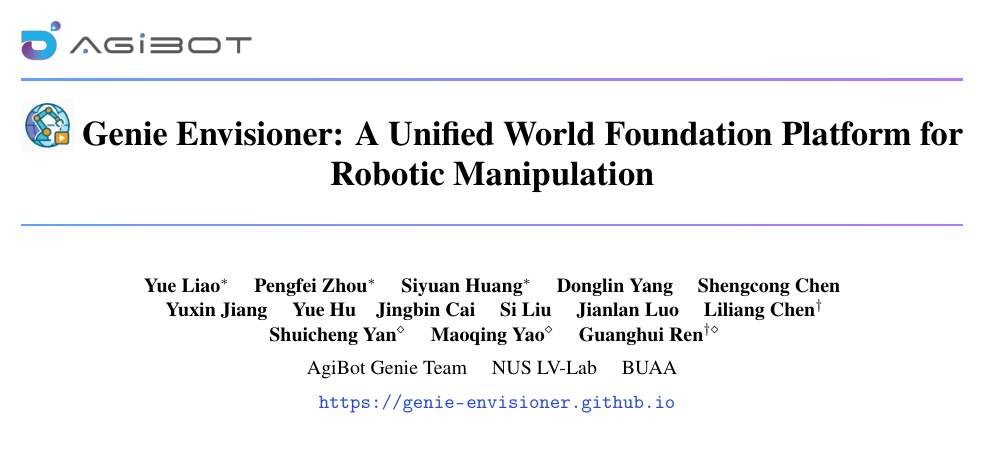 AGIBOT
Genie Envisioner: A Unified World Foundation Platform for
Robotic Manipulation
Yue Liao* Pengfei Zhou* Siyuan Huang* Donglin Yang Shengcong Chen
Yuxin Jiang Yue Hu Jingbin Cai Si Liu Jianlan Luo Liliang Chen†
Shuicheng Yan⋄ Maoqing Yao⋄ Guanghui Ren†⋄
AgiBot Genie Team NUS LV-Lab BUAA
https://genie-envisioner.github.io